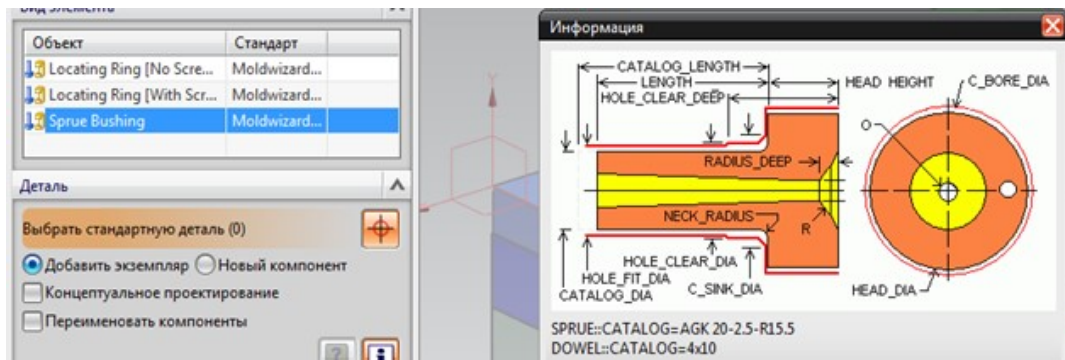 Вид элемента
Объект Стандарт
Locating Ring [No Scre... Moldwizard...
Locating Ring [With Scr... Moldwizard...
Sprue Bushing Moldwizard...
Деталь
Выбрать стандартную деталь (0)
Добавить экземпляр Новый компонент
Концептуальное проектирование
Переименовать компоненты
Информация
CATALOG_LENGTH
LENGTH HEAD HEIGHT C_BORE_DIA
HOLE_CLEAR_DEEP
O
RADIUS_DEEP
NECK_RADIUS R
HOLE_CLEAR_DIA
HOLE_FIT_DIA
CATALOG_DIA C_SINK_DIA HEAD_DIA
SPRUE::CATALOG=AGK 20-2.5-R15.5
DOWEL::CATALOG=4x10